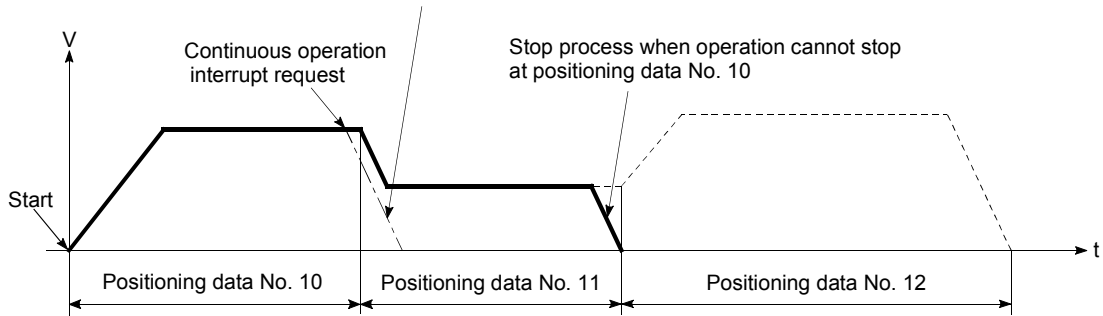 V
Continuous operation
interrupt request
Stop process when operation cannot stop
at positioning data No. 10
Start
t
Positioning data No. 10
Positioning data No. 11
Positioning data No. 12